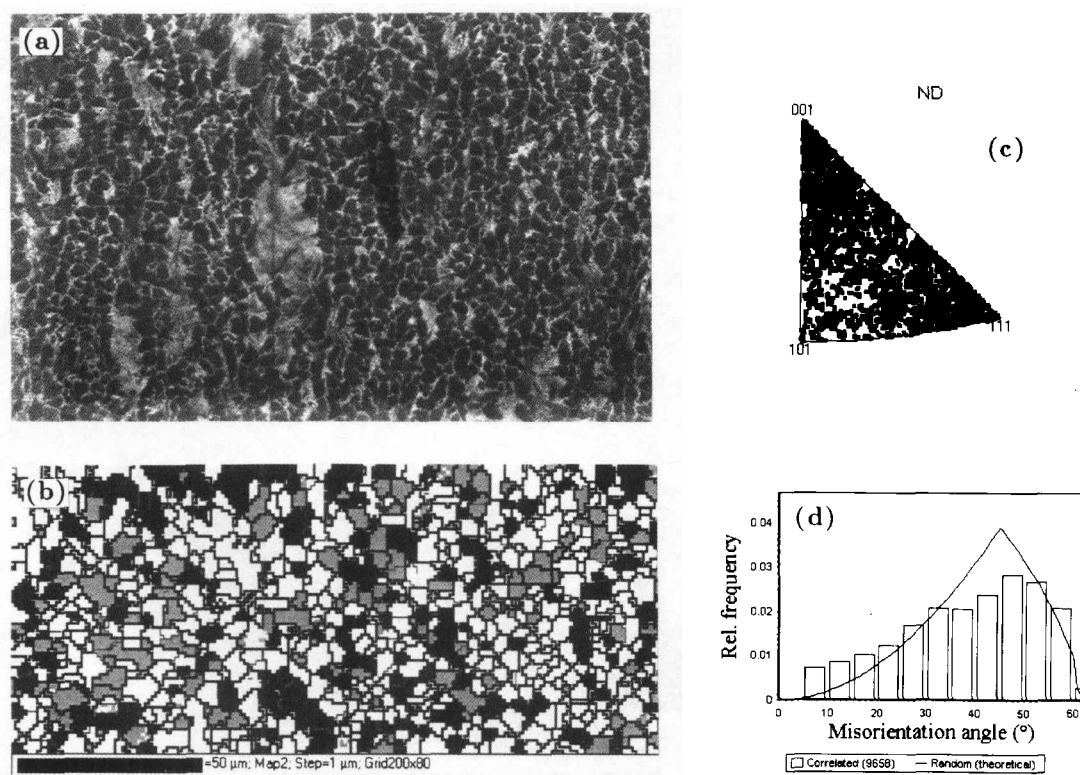 (a)
ND
001
(c)
101
111
(b)
=50 µm; Map2; Step=1 µm; Grid200x80
(d)
Rel. frequency
0.04
0.03
0.02
0.01
0
0 10 20 30 40 50 60
Misorientation angle (°)
Correlated (9658) Random (theoretical)